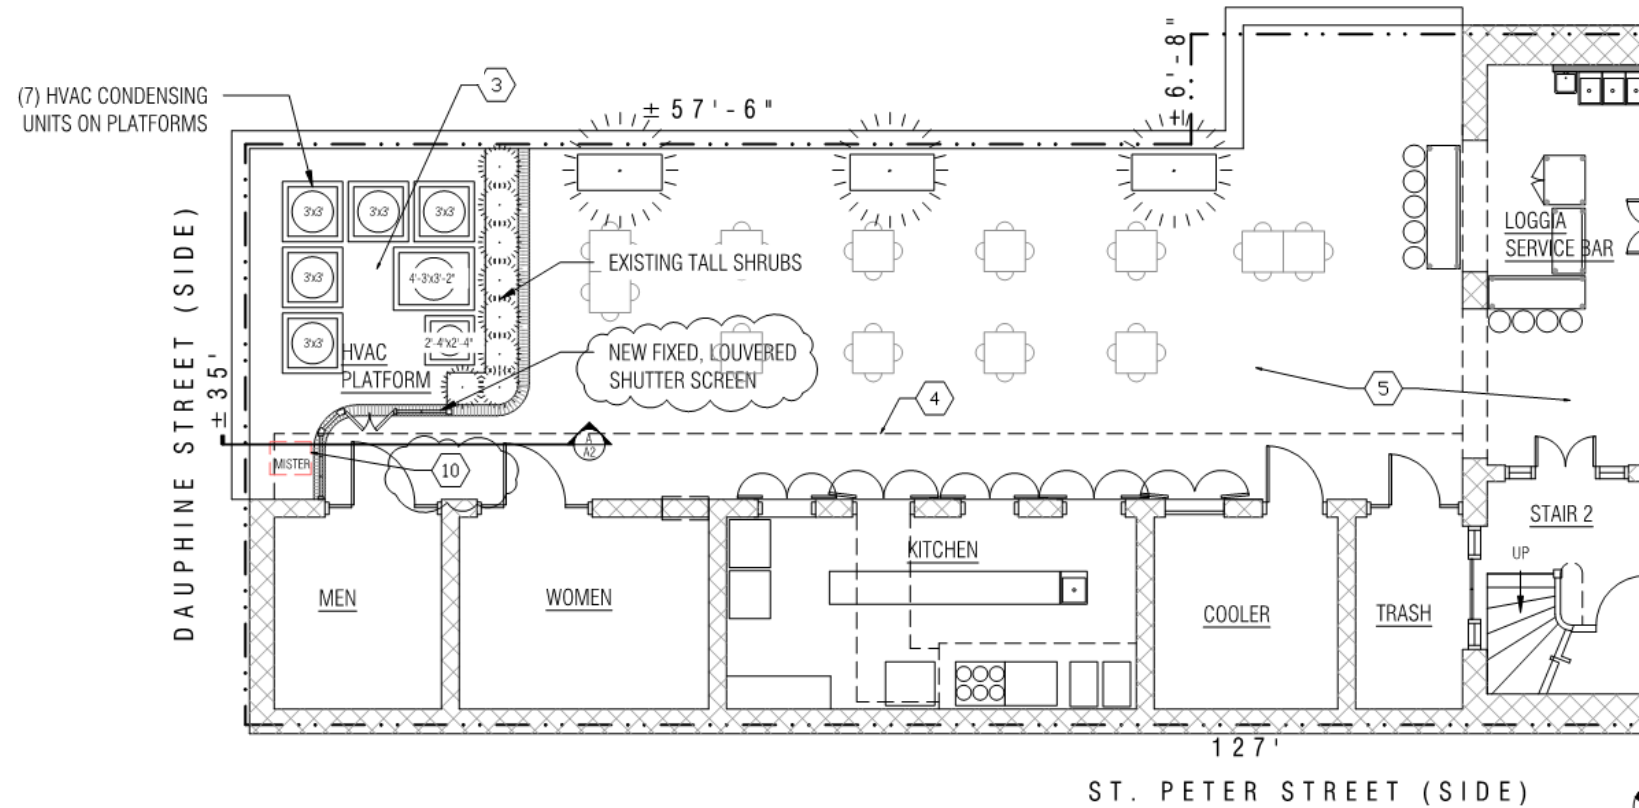 (7) HVAC CONDENSING
UNITS ON PLATFORMS
3
± 57'-6"
± 6'-8"
3'x3'
3'x3'
3'x3'
3'x3'
4'-3"x3'-2"
3'x3'
2'-4"x2'-4"
HVAC
PLATFORM
EXISTING TALL SHRUBS
NEW FIXED, LOUVERED
SHUTTER SCREEN
LOGGIA
SERVICE BAR
5
4
A
A2
MISTER
10
DAUPHINE STREET (SIDE)
± 35'
MEN
WOMEN
KITCHEN
COOLER
TRASH
STAIR 2
UP
127'
ST. PETER STREET (SIDE)